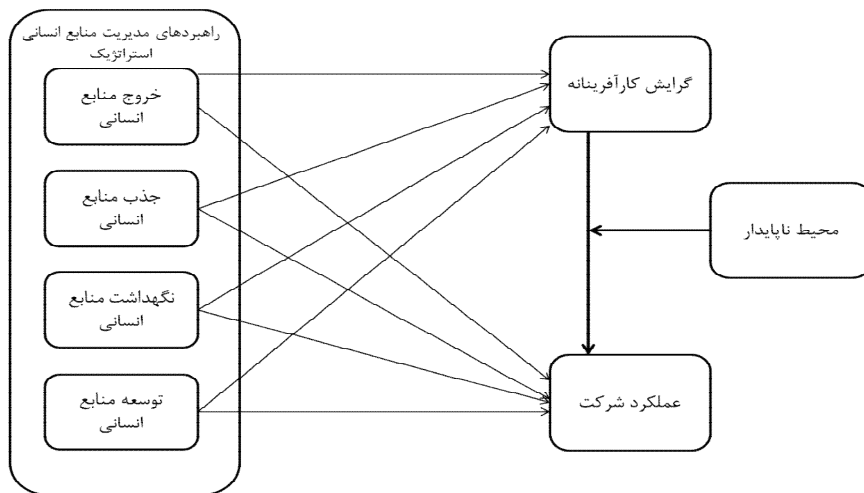 راهبردهای مدیریت منابع انسانی
استراتژیک
خروج منابع
انسانی
جذب منابع
انسانی
نگهداشت منابع
انسانی
توسعه منابع
انسانی
گرایش کارآفرینانه
محیط ناپایدار
عملکرد شرکت